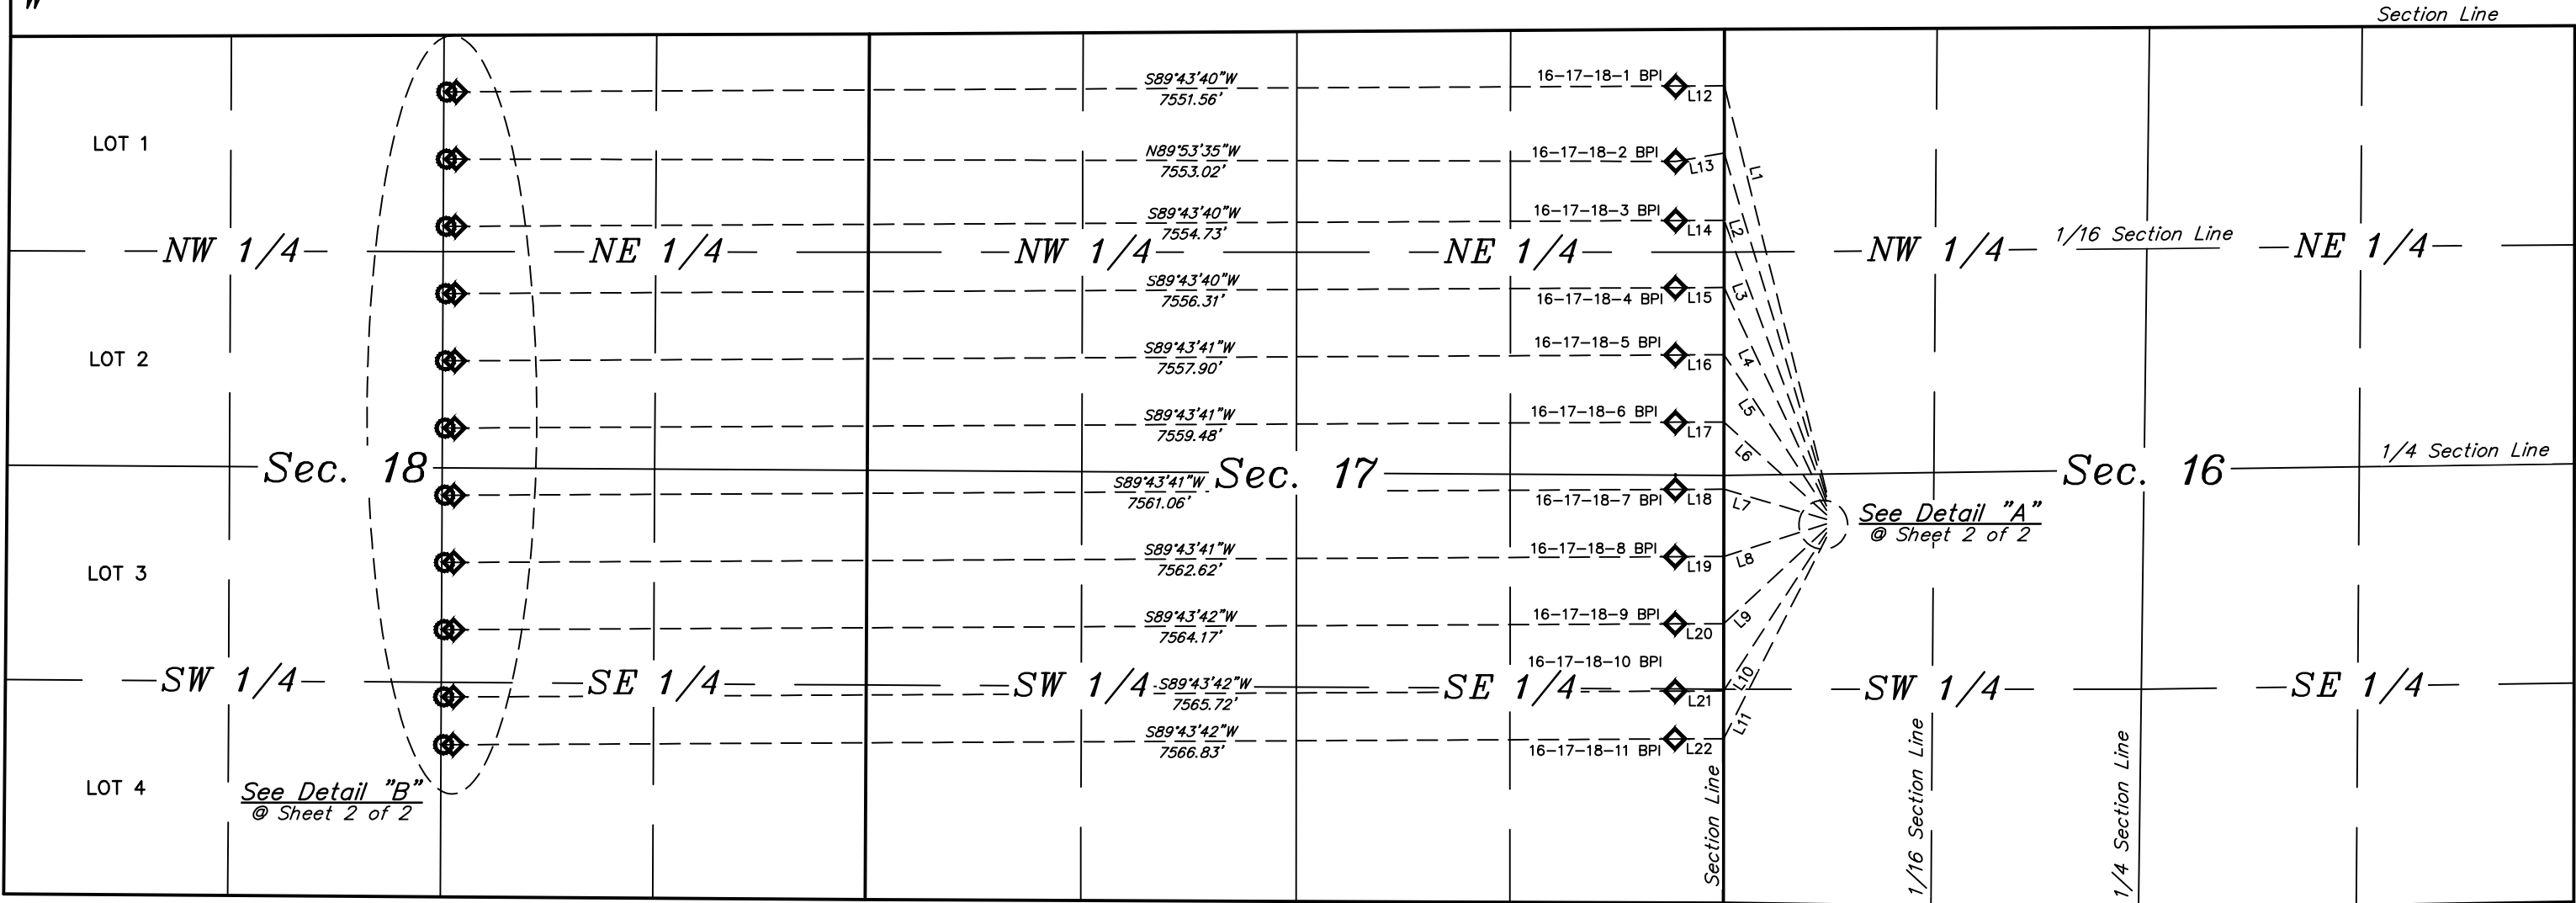 W
Section Line
S89°43'40"W
7551.56'
16-17-18-1 BPI
L12
LOT 1
N89°53'35"W
7553.02'
16-17-18-2 BPI
L13
L1
S89°43'40"W
7554.73'
16-17-18-3 BPI
L14
L2
NW 1/4
NE 1/4
NW 1/4
NE 1/4
NW 1/4
1/16 Section Line
NE 1/4
S89°43'40"W
7556.31'
16-17-18-4 BPI
L15
L3
LOT 2
S89°43'41"W
7557.90'
16-17-18-5 BPI
L16
L4
S89°43'41"W
7559.48'
16-17-18-6 BPI
L17
L5
L6
Sec. 18
Sec. 17
Sec. 16
1/4 Section Line
S89°43'41"W
7561.06'
16-17-18-7 BPI
L18
L7
See Detail "A"
@ Sheet 2 of 2
LOT 3
S89°43'41"W
7562.62'
16-17-18-8 BPI
L19
L8
S89°43'42"W
7564.17'
16-17-18-9 BPI
L20
L9
SW 1/4
SE 1/4
SW 1/4
S89°43'42"W
7565.72'
SE 1/4
16-17-18-10 BPI
L21
L10
SW 1/4
SE 1/4
S89°43'42"W
7566.83'
16-17-18-11 BPI
L22
L11
LOT 4
See Detail "B"
@ Sheet 2 of 2
Section Line
1/16 Section Line
1/4 Section Line